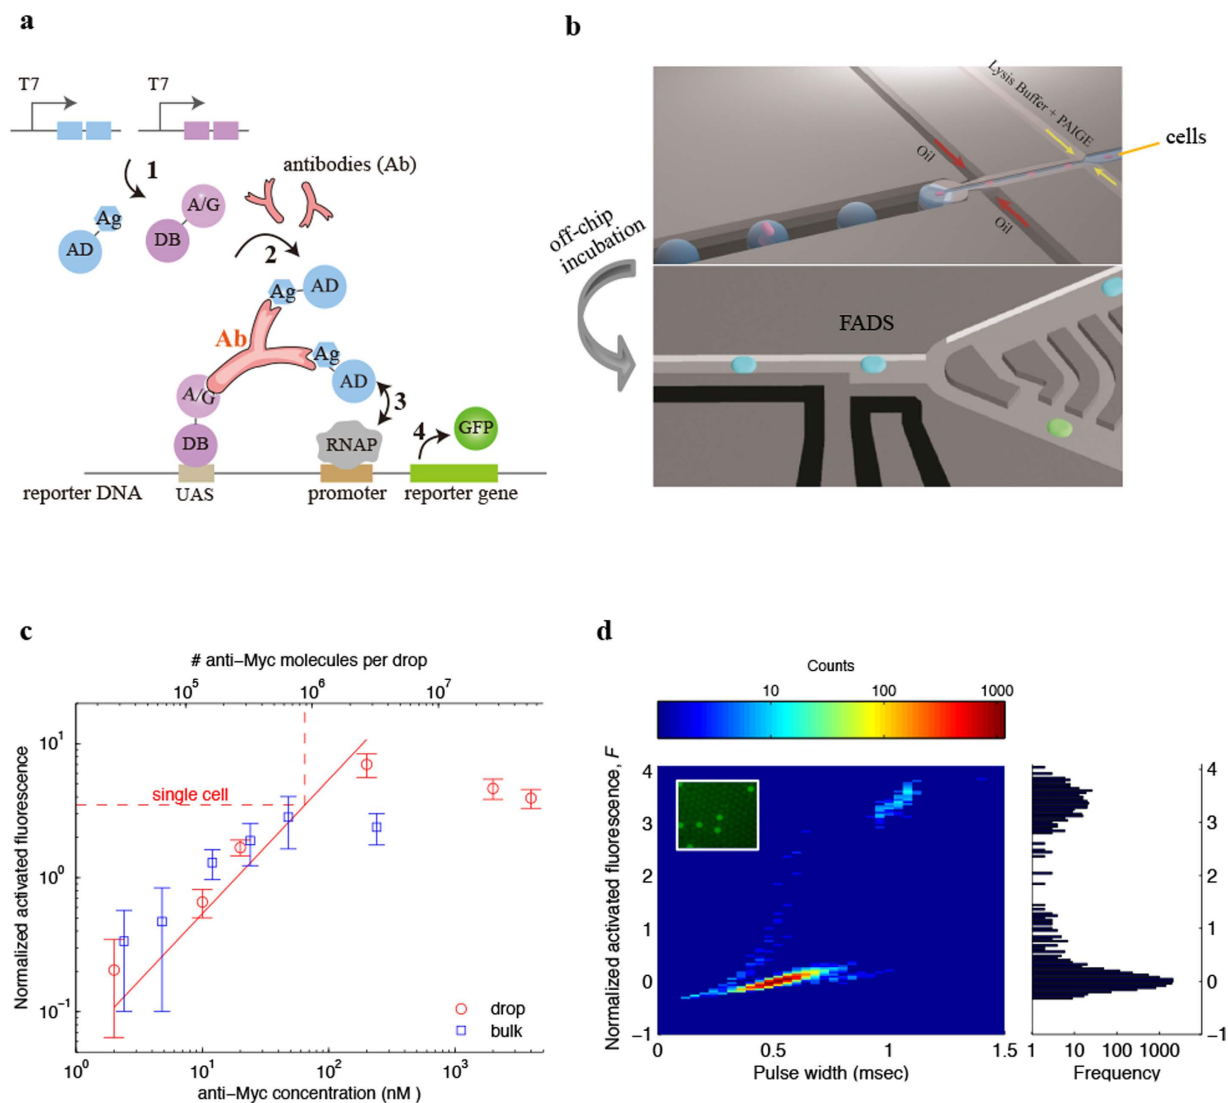 a
T7
T7
1
antibodies (Ab)
Ag
A/G
AD
DB
2
Ag
AD
Ab
Ag
AD
A/G
3
DB
RNAP
4
GFP
reporter DNA
UAS
promoter
reporter gene
b
Lysis Buffer + PAIGE
Oil
cells
Oil
off-chip
incubation
FADS
c
# anti-Myc molecules per drop
10^5
10^6
10^7
Normalized activated fluorescence
10^1
10^0
10^-1
single cell
drop
bulk
10^0
10^1
10^2
10^3
anti-Myc concentration (nM )
d
Counts
10
100
1000
Normalized activated fluorescence, F
4
3
2
1
0
-1
0
0.5
1
1.5
Pulse width (msec)
4
3
2
1
0
-1
1
10
100
1000
Frequency